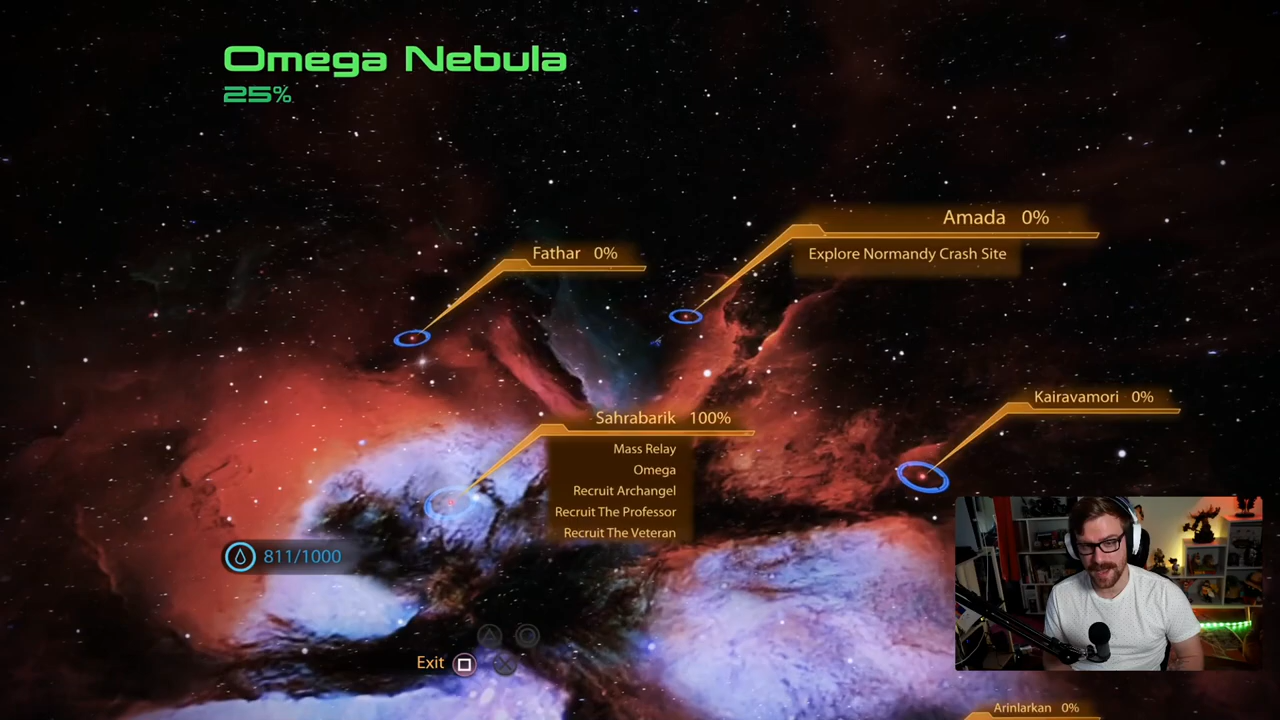 Omega Nebula
25%
Amada 0%
Explore Normandy Crash Site
Fathar 0%
Kairavamori 0%
Sahrabarik 100%
Mass Relay
Omega
Recruit Archangel
Recruit The Professor
Recruit The Veteran
811/1000
Exit
Arinlarkan 0%